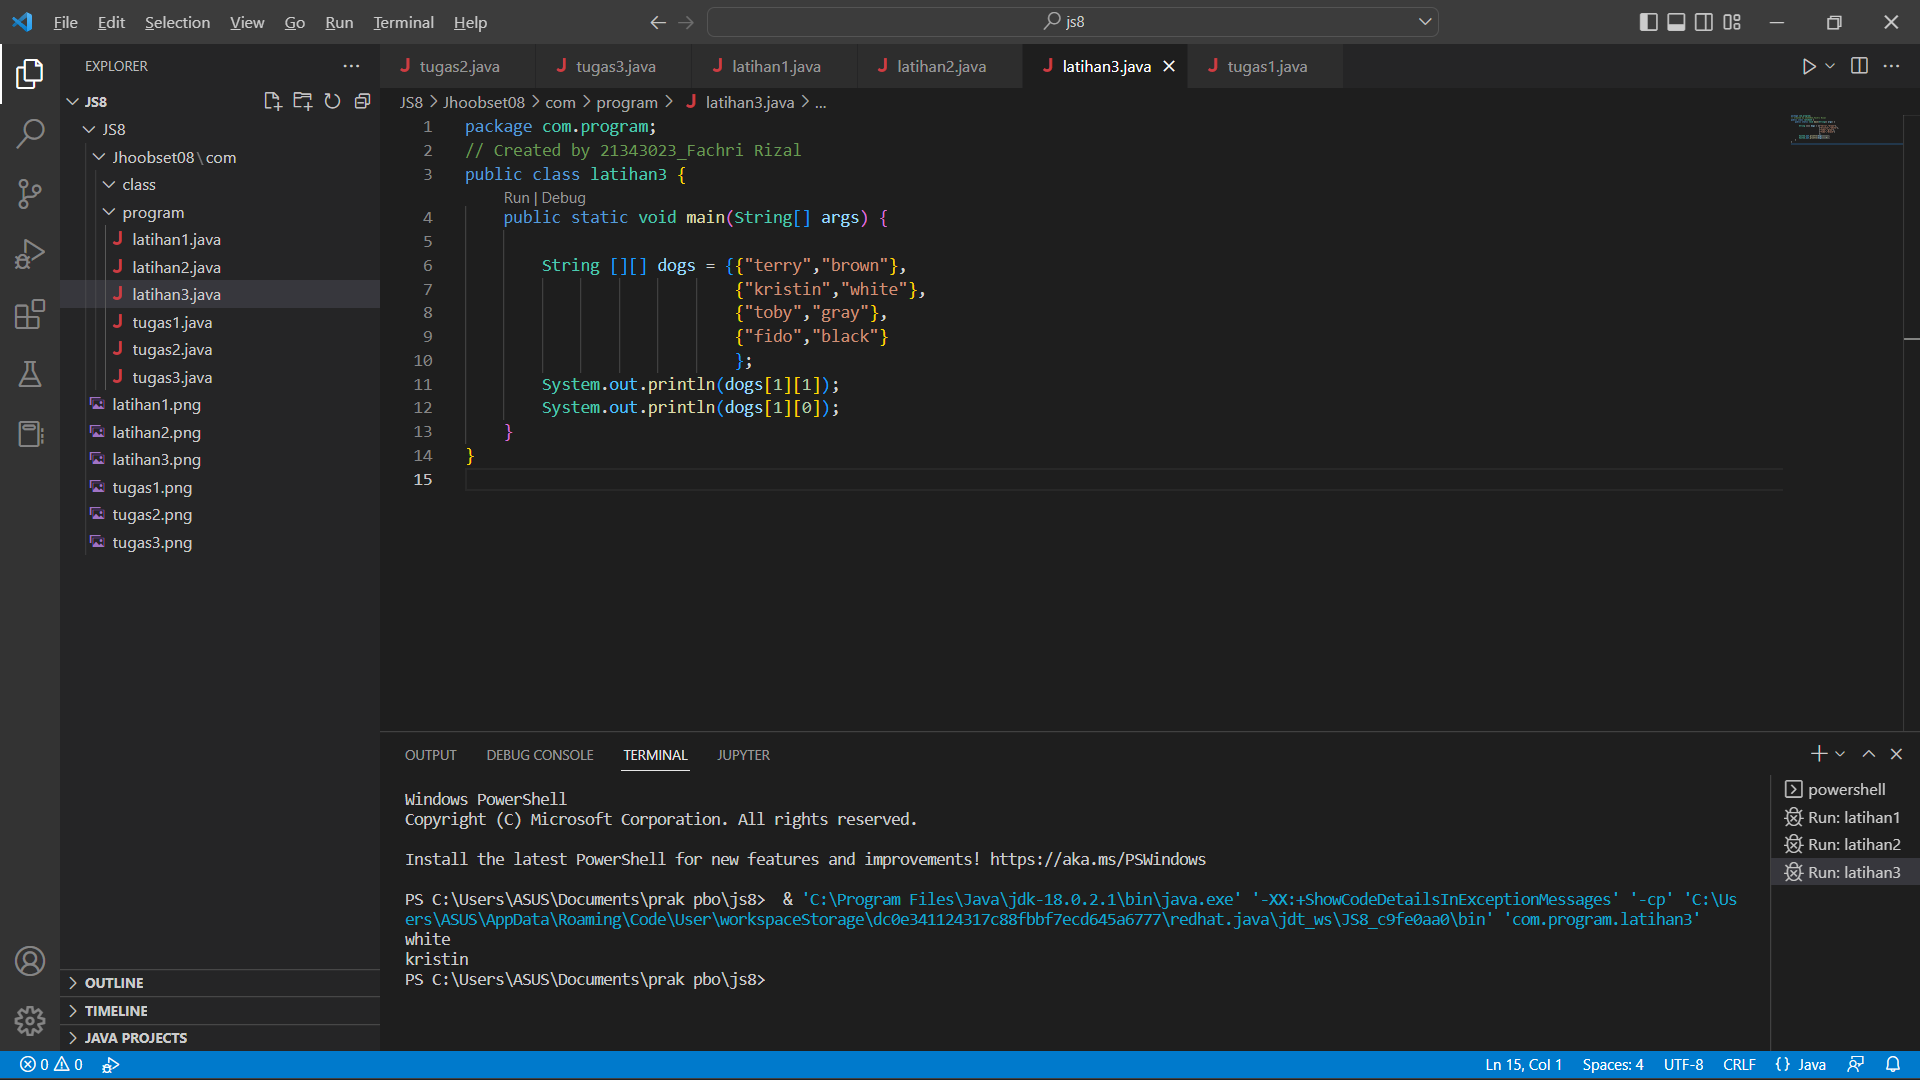 File Edit Selection View Go Run Terminal Help
js8
EXPLORER
JS8
JS8
Jhoobset08\com
class
program
latihan1.java
latihan2.java
latihan3.java
tugas1.java
tugas2.java
tugas3.java
latihan1.png
latihan2.png
latihan3.png
tugas1.png
tugas2.png
tugas3.png
OUTLINE
TIMELINE
JAVA PROJECTS
tugas2.java tugas3.java latihan1.java latihan2.java latihan3.java tugas1.java
JS8 > Jhoobset08 > com > program > latihan3.java > ...
1 package com.program;
2 // Created by 21343023_Fachri Rizal
3 public class latihan3 {
Run | Debug
4 public static void main(String[] args) {
5
6 String [][] dogs = {{"terry","brown"},
7 {"kristin","white"},
8 {"toby","gray"},
9 {"fido","black"}
10 };
11 System.out.println(dogs[1][1]);
12 System.out.println(dogs[1][0]);
13 }
14 }
15
OUTPUT DEBUG CONSOLE TERMINAL JUPYTER
Windows PowerShell
Copyright (C) Microsoft Corporation. All rights reserved.
Install the latest PowerShell for new features and improvements! https://aka.ms/PSWindows
PS C:\Users\ASUS\Documents\prak pbo\js8>  & 'C:\Program Files\Java\jdk-18.0.2.1\bin\java.exe' '-XX:+ShowCodeDetailsInExceptionMessages' '-cp' 'C:\Us
ers\ASUS\AppData\Roaming\Code\User\workspaceStorage\dc0e341124317c88fbbf7ecd645a6777\redhat.java\jdt_ws\JS8_c9fe0aa0\bin' 'com.program.latihan3'
white
kristin
PS C:\Users\ASUS\Documents\prak pbo\js8>
powershell
Run: latihan1
Run: latihan2
Run: latihan3
0 0
Ln 15, Col 1 Spaces: 4 UTF-8 CRLF {} Java